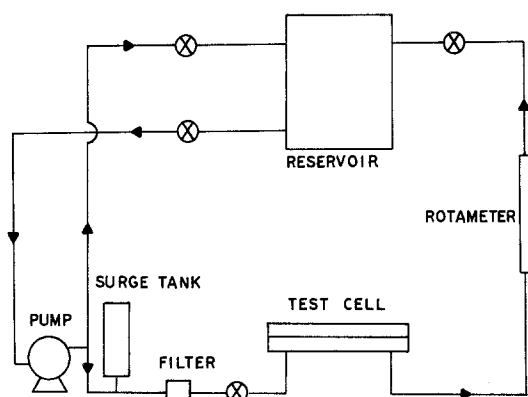 RESERVOIR
ROTAMETER
SURGE TANK
TEST CELL
PUMP
FILTER